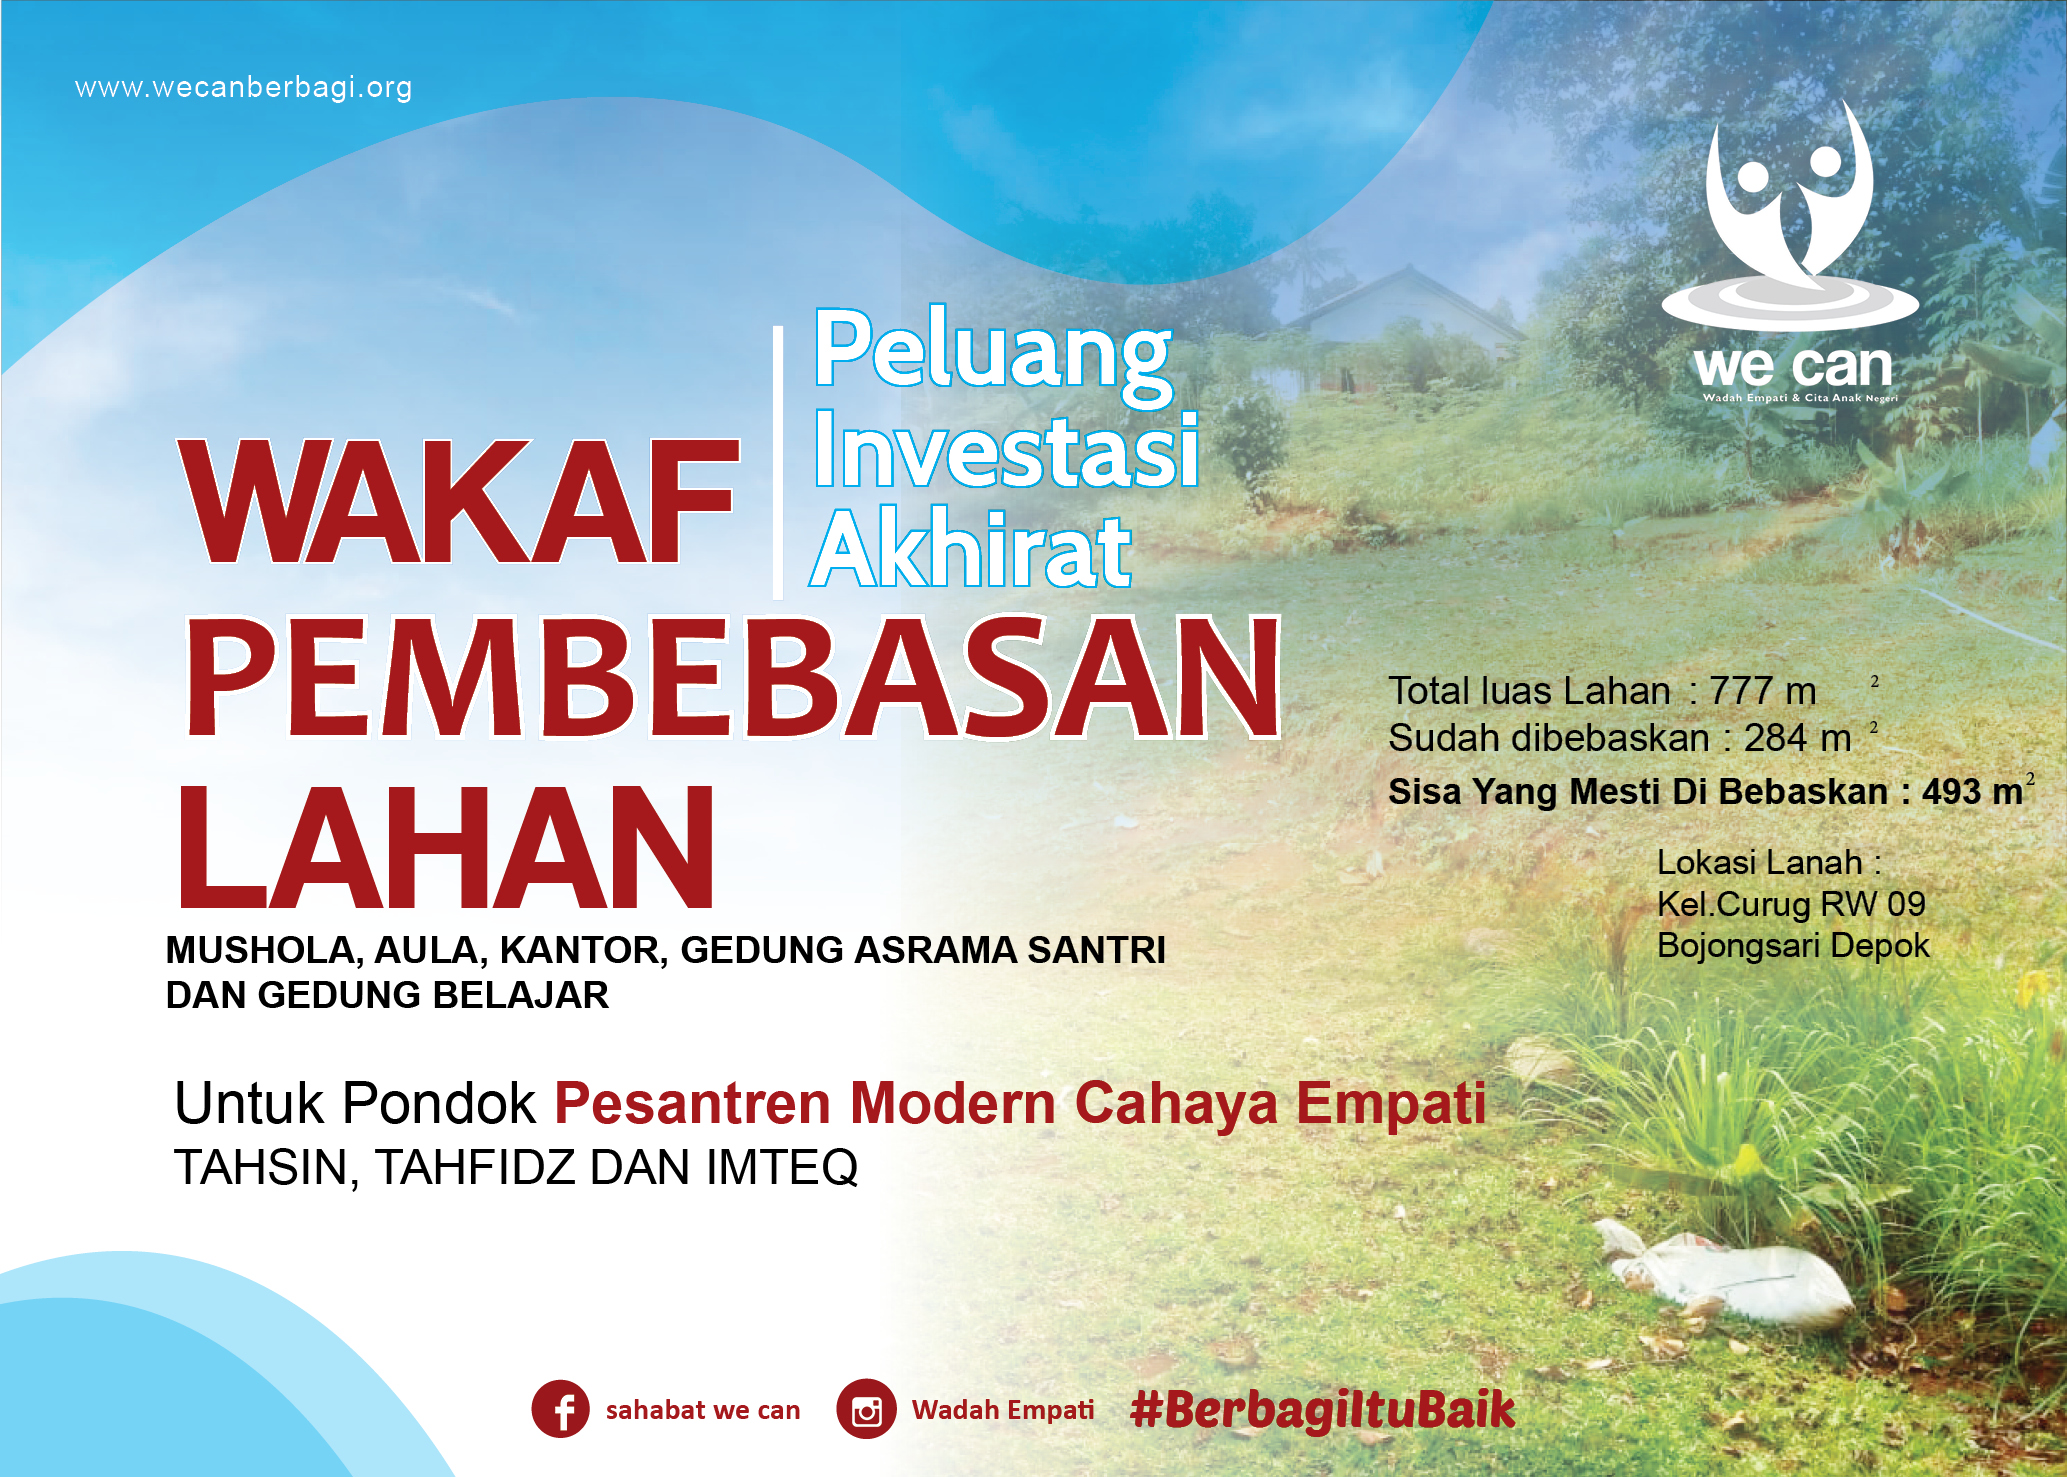 www.wecanberbagi.org
we can
Wadah Empati & Cita Anak Negeri
Peluang
Investasi
Akhirat
WAKAF
PEMBEBASAN
LAHAN
MUSHOLA, AULA, KANTOR, GEDUNG ASRAMA SANTRI
DAN GEDUNG BELAJAR
Total luas Lahan : 777 m²
Sudah dibebaskan : 284 m²
Sisa Yang Mesti Di Bebaskan : 493 m²
Lokasi Lanah :
Kel.Curug RW 09
Bojongsari Depok
Untuk Pondok Pesantren Modern Cahaya Empati
TAHSIN, TAHFIDZ DAN IMTEQ
sahabat we can
Wadah Empati
#BerbagiItuBaik